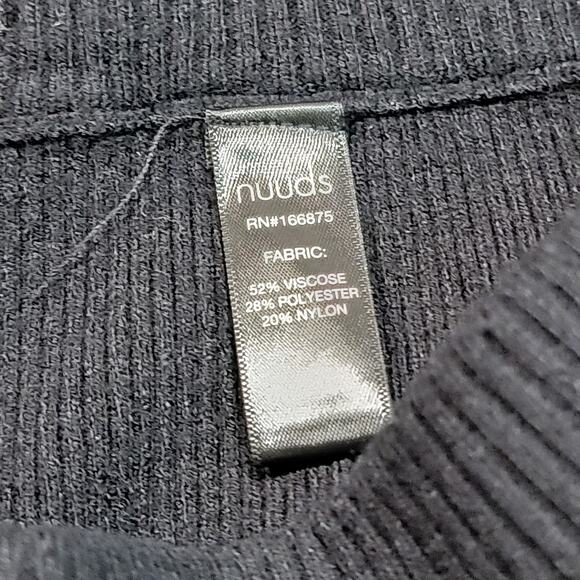 nuuds
RN#166875
FABRIC:
52% VISCOSE
28% POLYESTER
20% NYLON